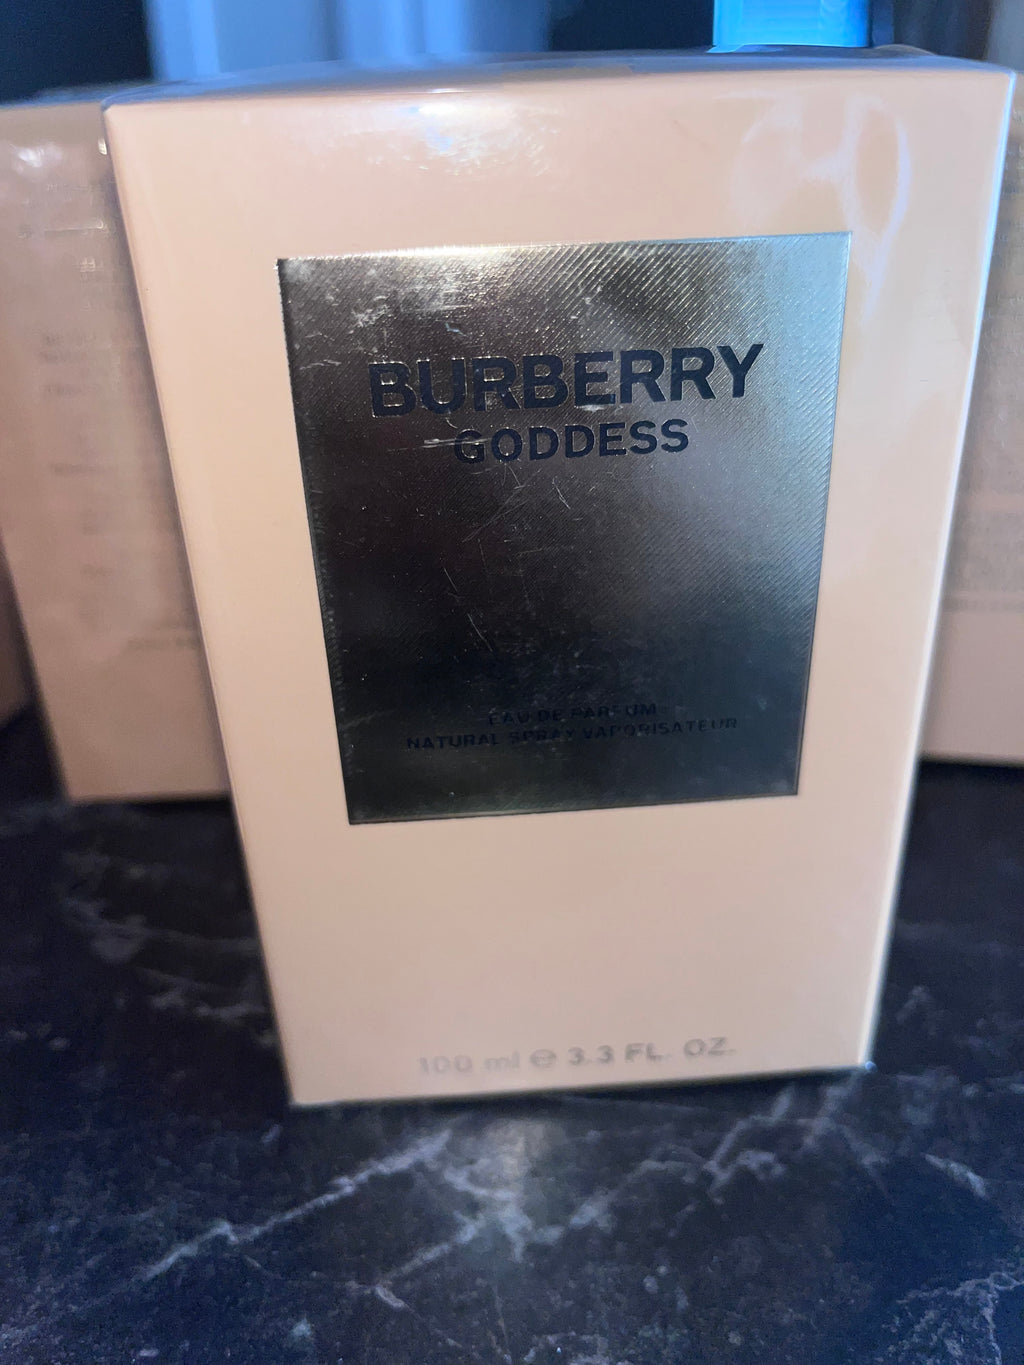 BURBERRY
GODDESS
EAU DE PARFUM
NATURAL SPRAY VAPORISATEUR
100 ml ℮ 3.3 FL. OZ.